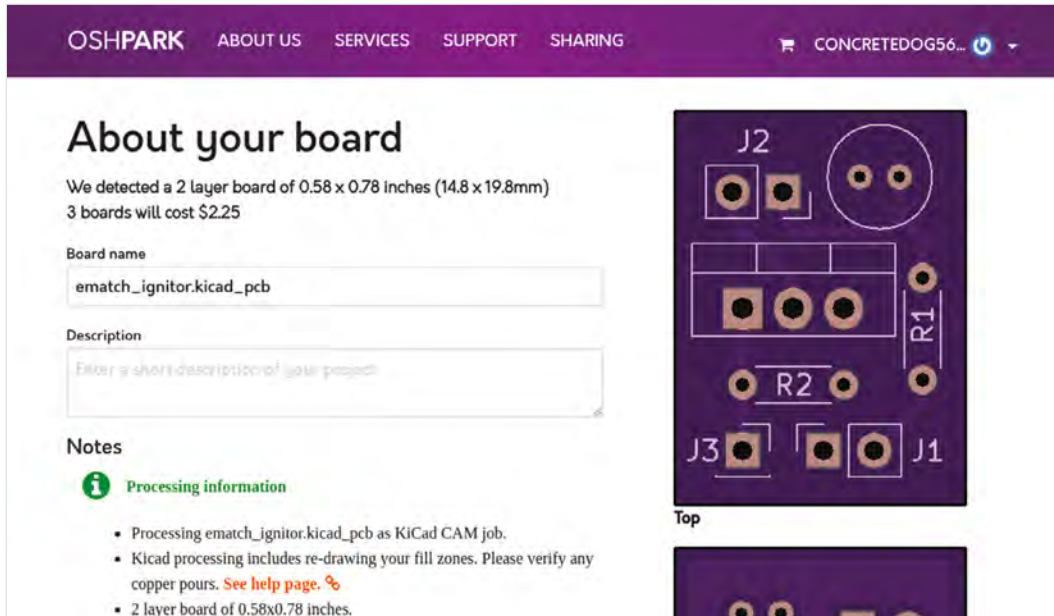 OSHPARK ABOUT US SERVICES SUPPORT SHARING CONCRETEDOG56...
About your board
We detected a 2 layer board of 0.58 x 0.78 inches (14.8 x 19.8mm)
3 boards will cost $2.25
Board name
ematch_ignitor.kicad_pcb
Description
Enter a short description of your project
Notes
Processing information
• Processing ematch_ignitor.kicad_pcb as KiCad CAM job.
• Kicad processing includes re-drawing your fill zones. Please verify any
copper pours. See help page.
• 2 layer board of 0.58x0.78 inches.
J2
R1
R2
J3 J1
Top